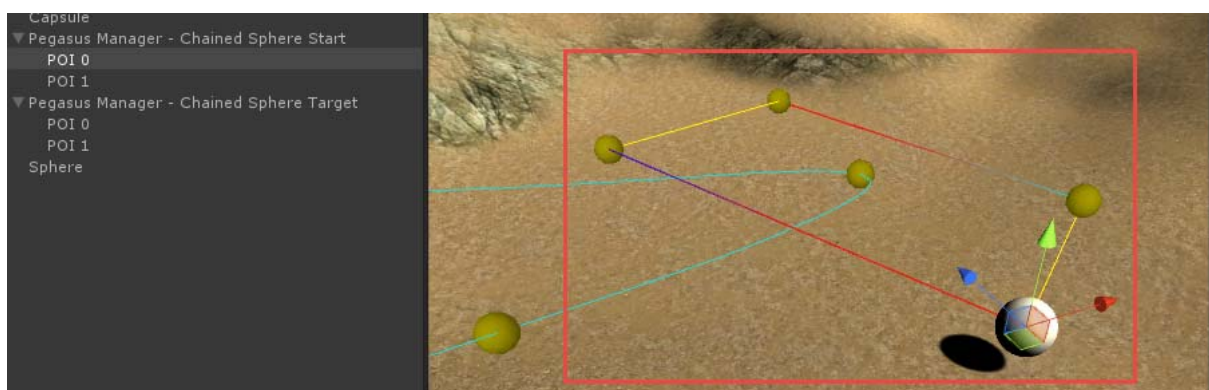 Capsule
Pegasus Manager - Chained Sphere Start
POI 0
POI 1
Pegasus Manager - Chained Sphere Target
POI 0
POI 1
Sphere